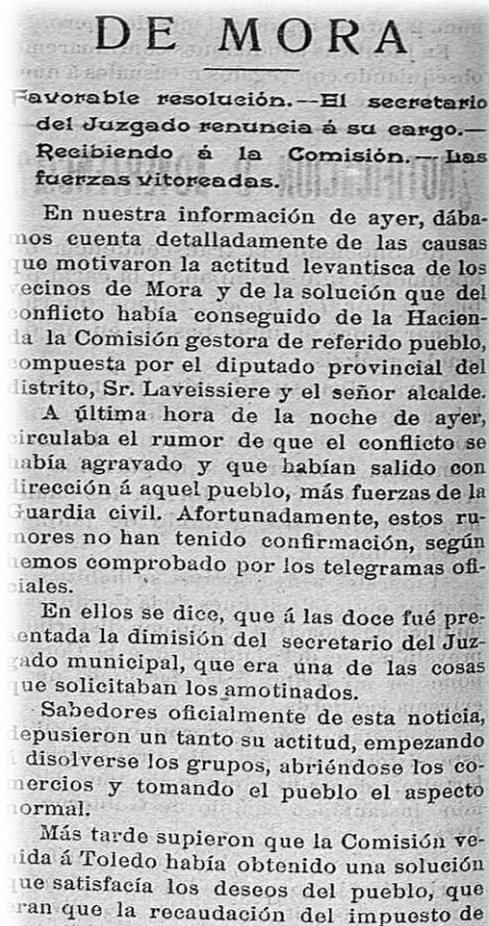 DE MORA
Favorable resolución.--El secretario
del Juzgado renuncia á su cargo.—
Recibiendo á la Comisión.—Las
fuerzas vitoreadas.
En nuestra información de ayer, dába-
mos cuenta detalladamente de las causas
que motivaron la actitud levantisca de los
vecinos de Mora y de la solución que del
conflicto había conseguido de la Hacien-
da la Comisión gestora de referido pueblo,
compuesta por el diputado provincial del
distrito, Sr. Laveissiere y el señor alcalde.
A última hora de la noche de ayer,
circulaba el rumor de que el conflicto se
había agravado y que habían salido con
dirección á aquel pueblo, más fuerzas de la
Guardia civil. Afortunadamente, estos ru-
mores no han tenido confirmación, según
hemos comprobado por los telegramas ofi-
ciales.
En ellos se dice, que á las doce fué pre-
sentada la dimisión del secretario del Juz-
gado municipal, que era una de las cosas
que solicitaban los amotinados.
Sabedores oficialmente de esta noticia,
depusieron un tanto su actitud, empezando
á disolverse los grupos, abriéndose los co-
mercios y tomando el pueblo el aspecto
normal.
Más tarde supieron que la Comisión ve-
nida á Toledo había obtenido una solución
que satisfacía los deseos del pueblo, que
eran que la recaudación del impuesto de